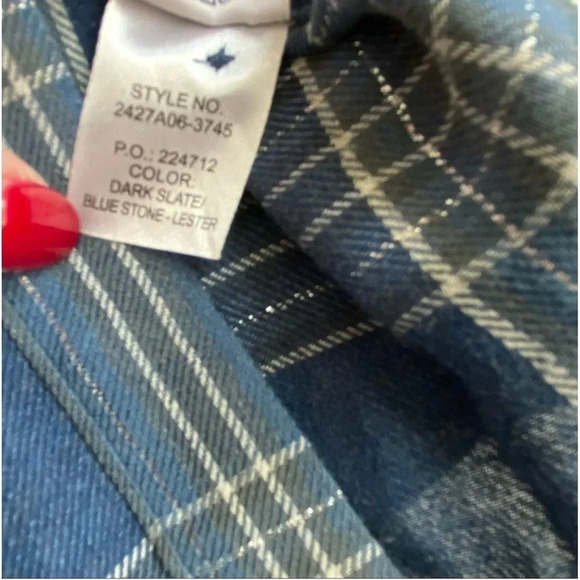 STYLE NO.
2427A06-3745
P.O.: 224712
COLOR:
DARK SLATE/
BLUE STONE - LESTER